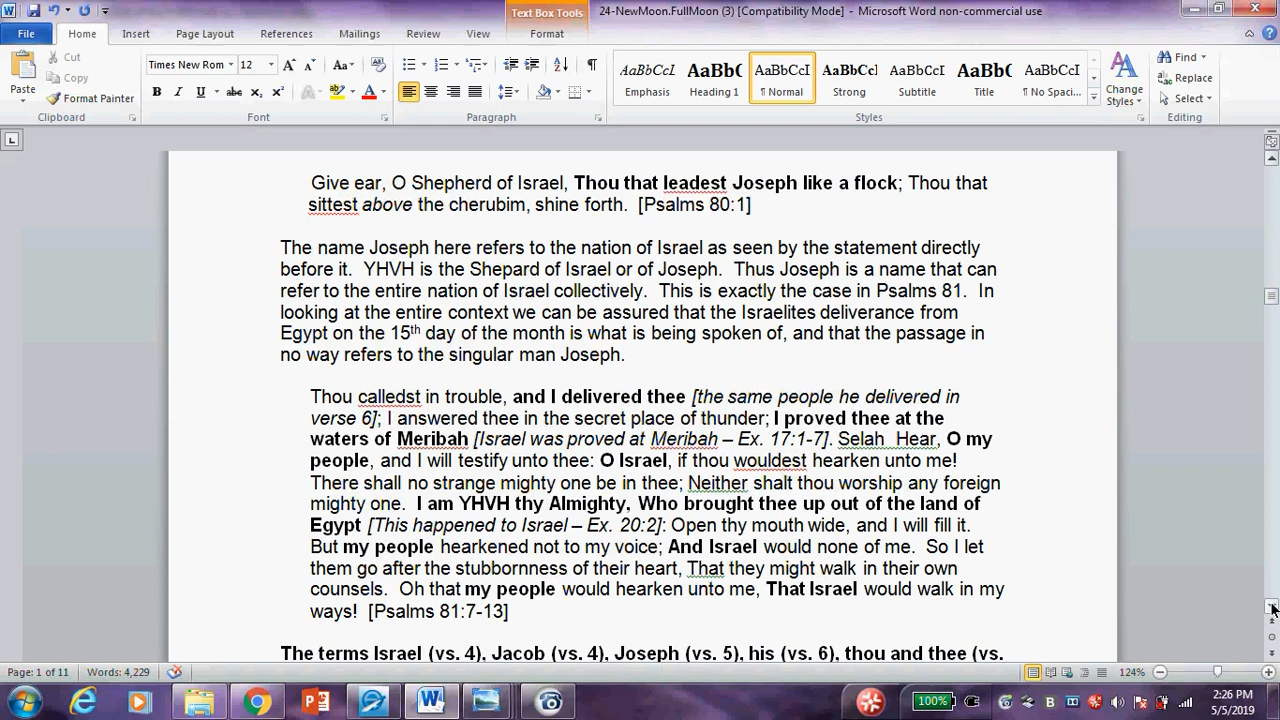 24-NewMoon.FullMoon (3) [Compatibility Mode] - Microsoft Word non-commercial use
Text Box Tools
File Home Insert Page Layout References Mailings Review View Format
Cut
Copy
Format Painter
Paste
Clipboard
Times New Rom 12
Font
Paragraph
AaBbCcI AaBb( AaBbCcI AaBbCcI AaBbCcI AaBb( AaBbCcI
Emphasis Heading 1 ¶ Normal Strong Subtitle Title ¶ No Spaci...
Change
Styles
Styles
Find
Replace
Select
Editing
Give ear, O Shepherd of Israel, Thou that leadest Joseph like a flock; Thou that
sittest above the cherubim, shine forth. [Psalms 80:1]
The name Joseph here refers to the nation of Israel as seen by the statement directly
before it. YHVH is the Shepard of Israel or of Joseph. Thus Joseph is a name that can
refer to the entire nation of Israel collectively. This is exactly the case in Psalms 81. In
looking at the entire context we can be assured that the Israelites deliverance from
Egypt on the 15th day of the month is what is being spoken of, and that the passage in
no way refers to the singular man Joseph.
Thou calledst in trouble, and I delivered thee [the same people he delivered in
verse 6]; I answered thee in the secret place of thunder; I proved thee at the
waters of Meribah [Israel was proved at Meribah – Ex. 17:1-7]. Selah Hear, O my
people, and I will testify unto thee: O Israel, if thou wouldest hearken unto me!
There shall no strange mighty one be in thee; Neither shalt thou worship any foreign
mighty one. I am YHVH thy Almighty, Who brought thee up out of the land of
Egypt [This happened to Israel – Ex. 20:2]: Open thy mouth wide, and I will fill it.
But my people hearkened not to my voice; And Israel would none of me. So I let
them go after the stubbornness of their heart, That they might walk in their own
counsels. Oh that my people would hearken unto me, That Israel would walk in my
ways! [Psalms 81:7-13]
The terms Israel (vs. 4), Jacob (vs. 4), Joseph (vs. 5), his (vs. 6), thou and thee (vs.
Page: 1 of 11 Words: 4,229 124%
100% 2:26 PM
5/5/2019